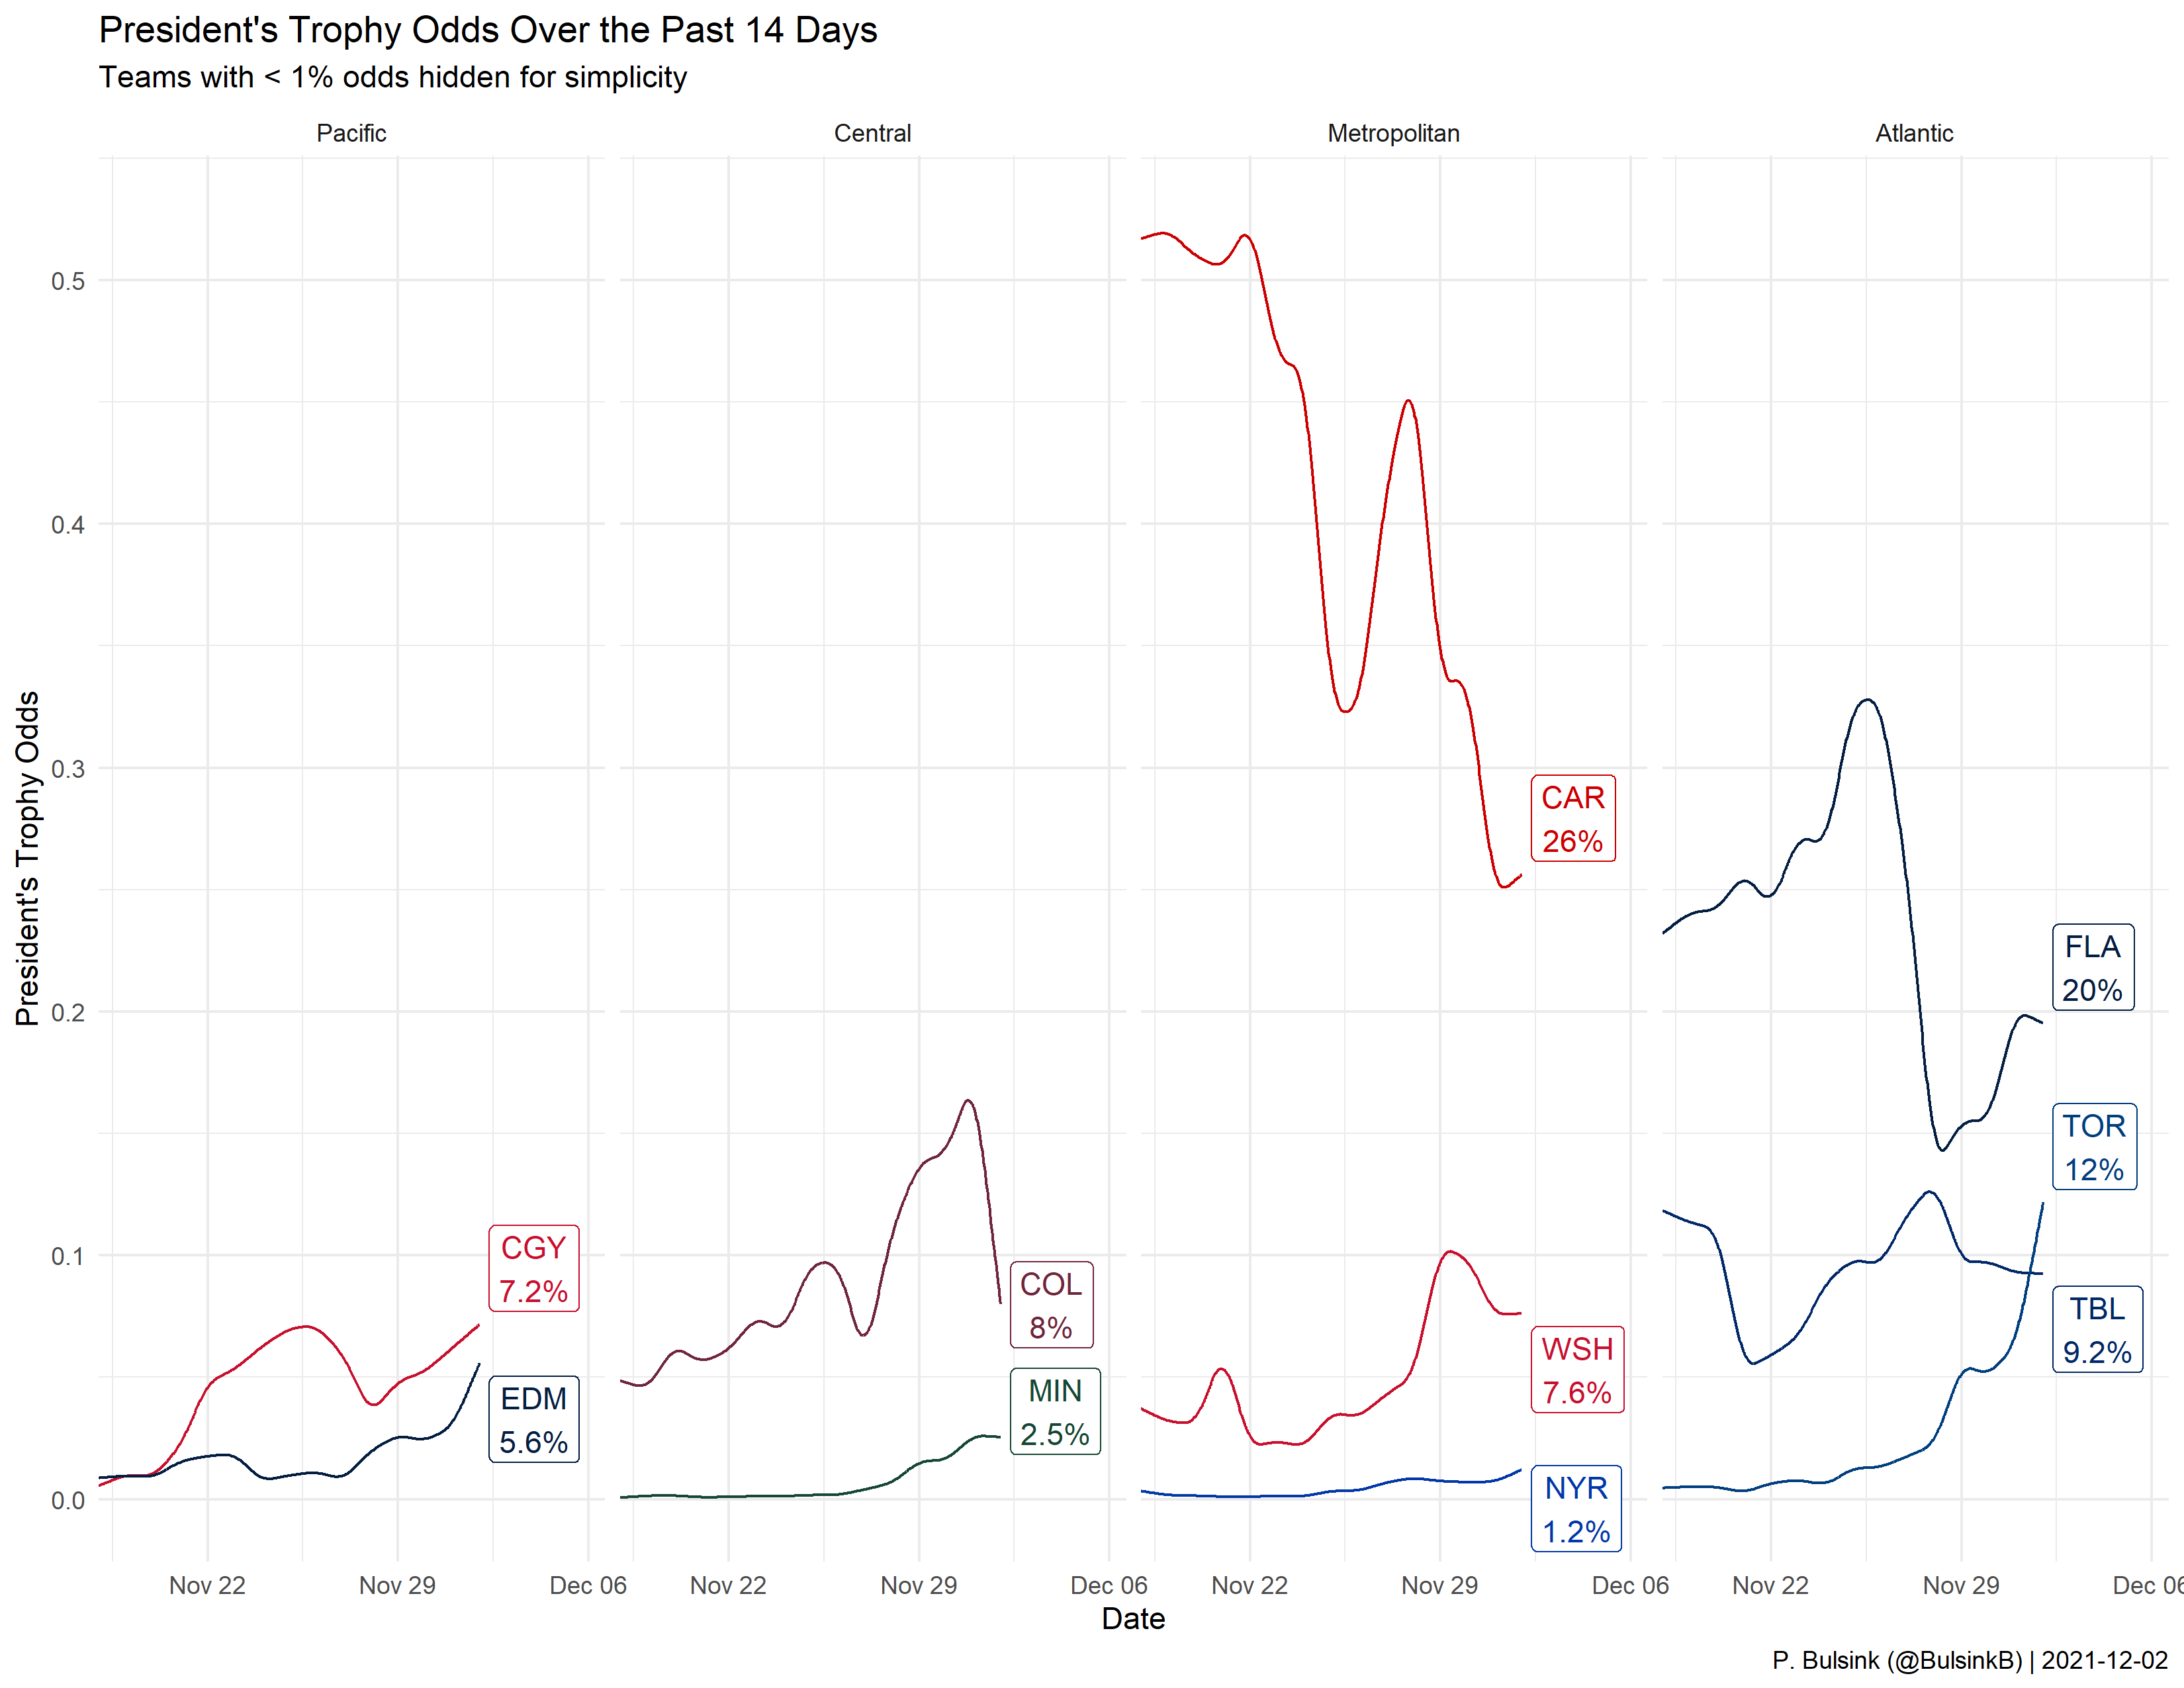 President's Trophy Odds Over the Past 14 Days
Teams with < 1% odds hidden for simplicity
Pacific
Central
Metropolitan
Atlantic
President's Trophy Odds
0.5
0.4
0.3
0.2
0.1
0.0
CGY
7.2%
EDM
5.6%
COL
8%
MIN
2.5%
CAR
26%
WSH
7.6%
NYR
1.2%
FLA
20%
TOR
12%
TBL
9.2%
Nov 22 Nov 29 Dec 06 Nov 22 Nov 29 Dec 06 Nov 22 Nov 29 Dec 06 Nov 22 Nov 29 Dec 06
Date
P. Bulsink (@BulsinkB) | 2021-12-02